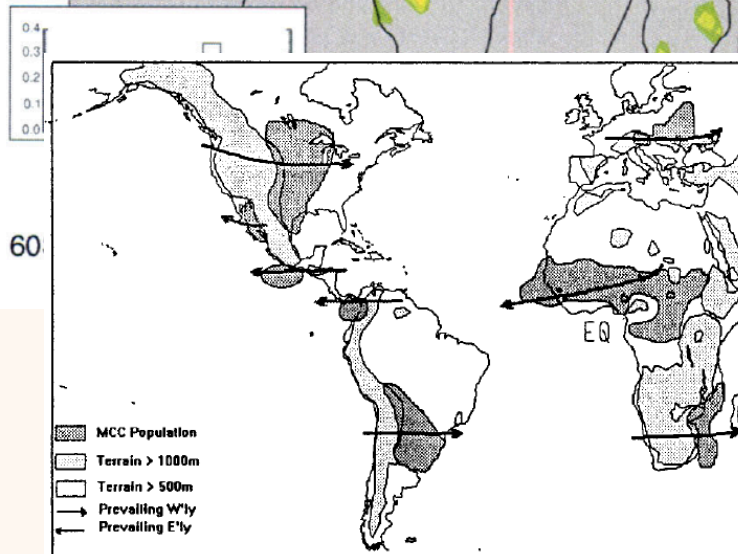 0.4
0.3
0.2
0.1
0.0
60
EQ
MCC Population
Terrain > 1000m
Terrain > 500m
Prevailing W'ly
Prevailing E'ly